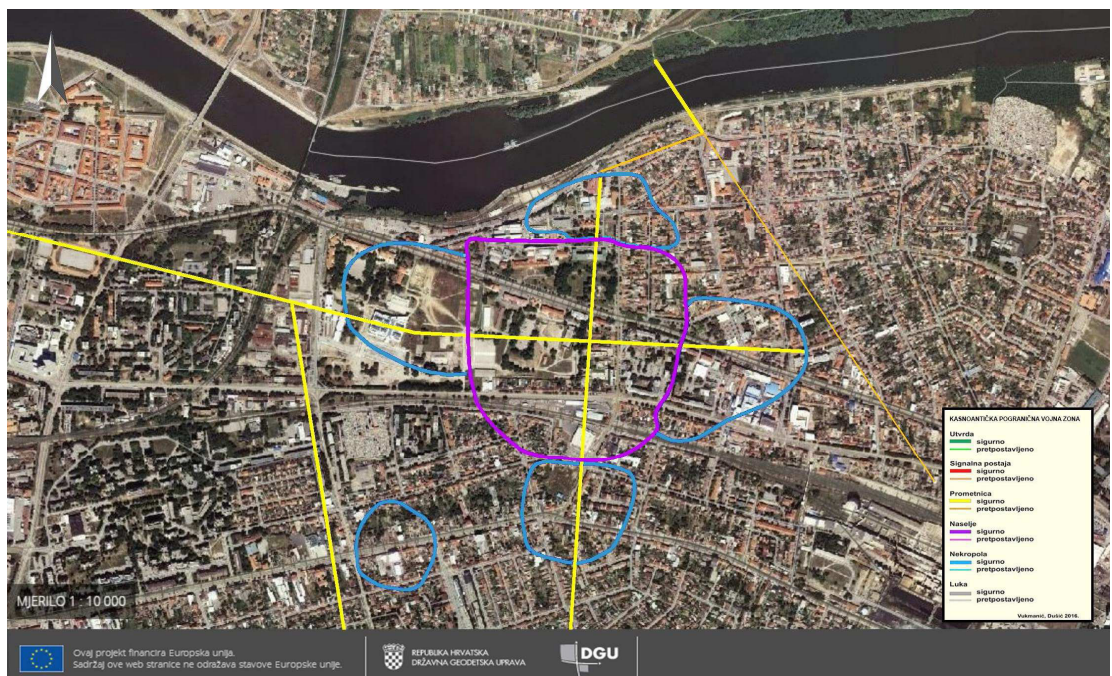 KASNOANTIČKA POGRANIČNA VOJNA ZONA
Utvrda
sigurno
pretpostavljeno
Signalna postaja
sigurno
pretpostavljeno
Prometnica
sigurno
pretpostavljeno
Naselje
sigurno
pretpostavljeno
Nekropola
sigurno
pretpostavljeno
Luka
sigurno
pretpostavljeno
Vukmanić, Dušić 2016.
MJERILO 1 : 10 000
Ovaj projekt financira Europska unija.
Sadržaj ove web stranice ne odražava stavove Europske unije.
REPUBLIKA HRVATSKA
DRŽAVNA GEODETSKA UPRAVA
DGU